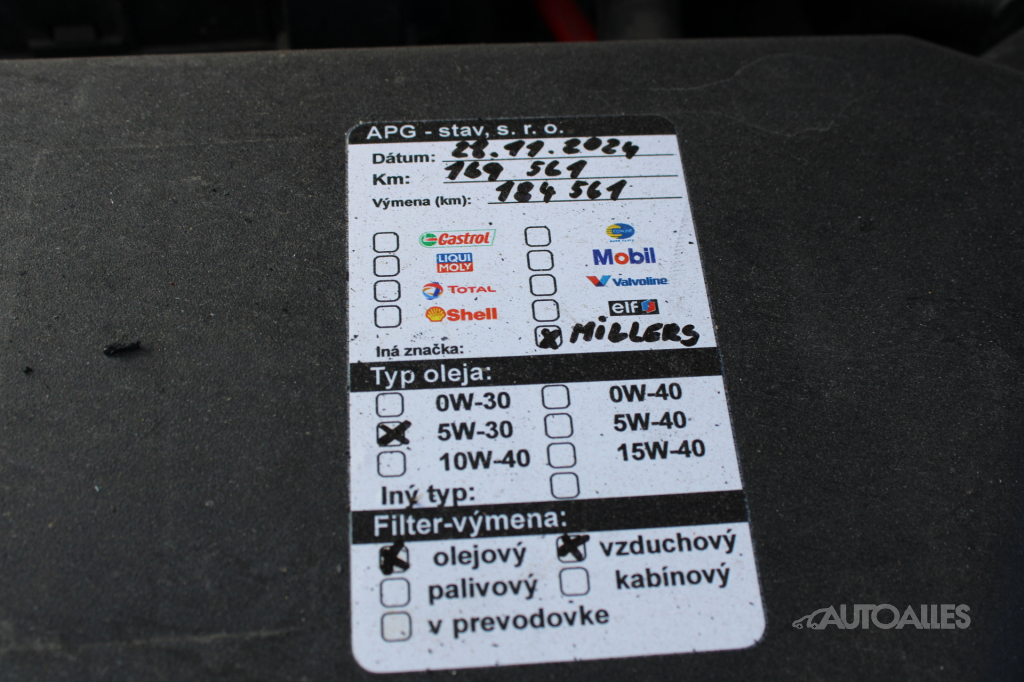 APG - stav, s. r. o.
Dátum: 28.11.2024
Km: 169 561
Výmena (km): 184 561
Castrol
LIQUI MOLY Mobil
TOTAL Valvoline
Shell elf
Iná značka: x MILLERS
Typ oleja:
0W-30 0W-40
x 5W-30 5W-40
10W-40 15W-40
Iný typ:
Filter-výmena:
x olejový x vzduchový
palivový kabínový
v prevodovke
AUTOALLES